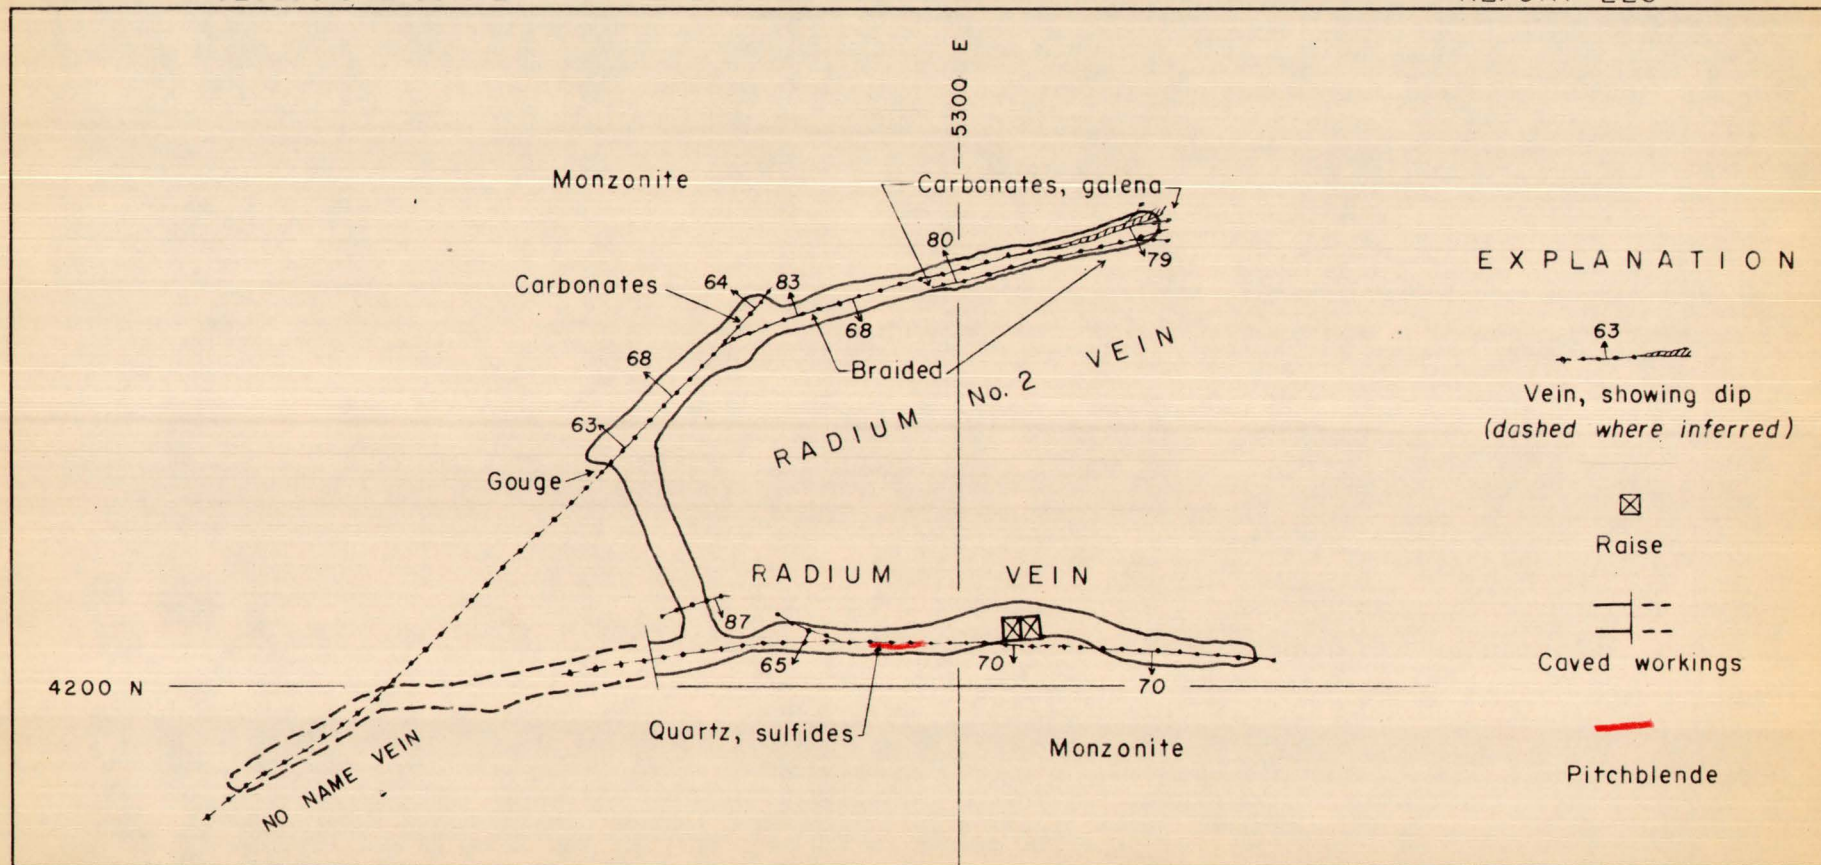 5300 E
Monzonite
Carbonates, galena
80
79
EXPLANATION
Carbonates
64
83
68
63
68
Braided
VEIN
No. 2
RADIUM
Vein, showing dip
(dashed where inferred)
63
Gouge
Raise
RADIUM VEIN
87
65
70
70
Caved workings
4200 N
Quartz, sulfides
Monzonite
NO NAME VEIN
Pitchblende